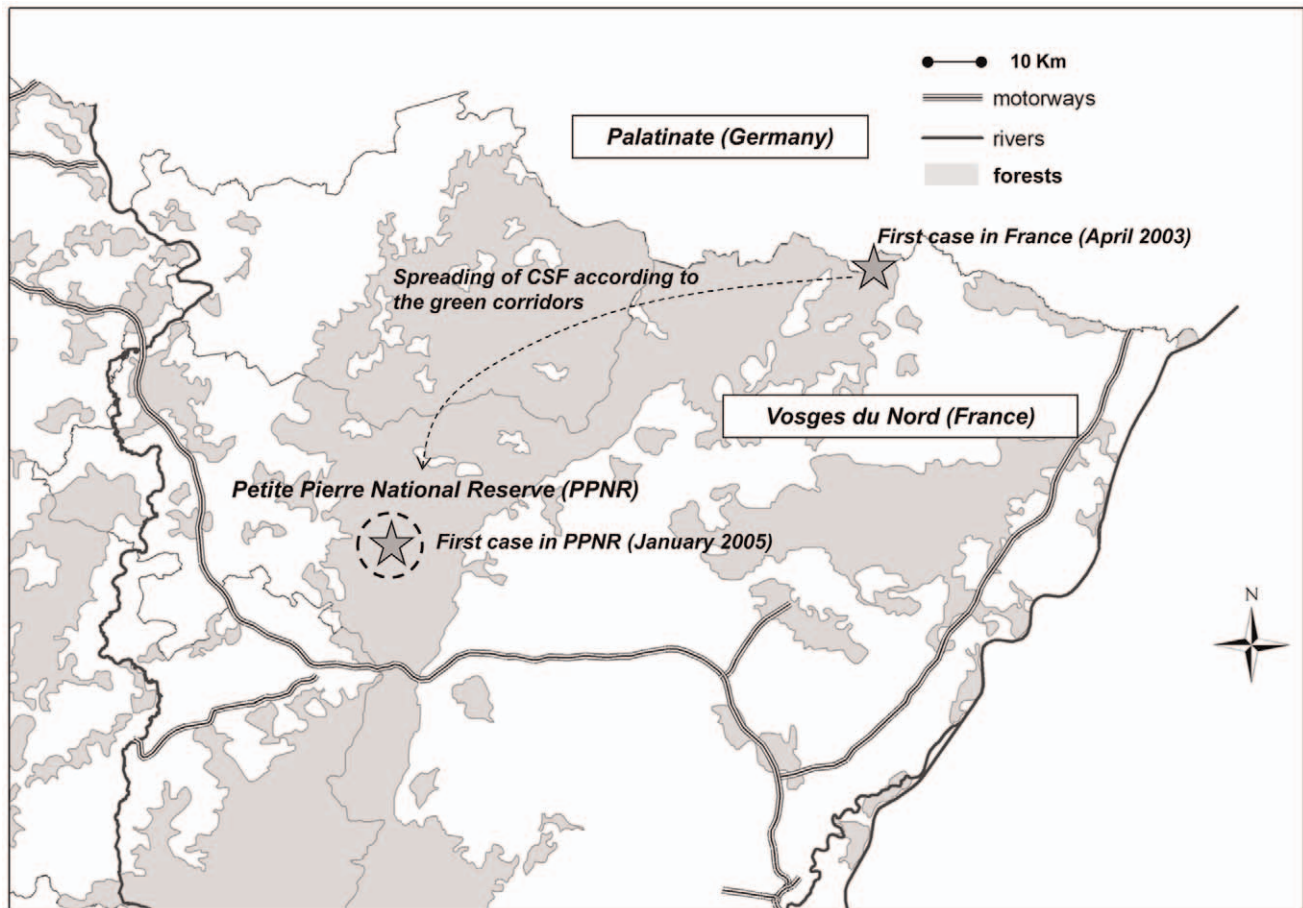 10 Km
motorways
Palatinate (Germany)
rivers
forests
First case in France (April 2003)
Spreading of CSF according to
the green corridors
Vosges du Nord (France)
Petite Pierre National Reserve (PPNR)
First case in PPNR (January 2005)
N